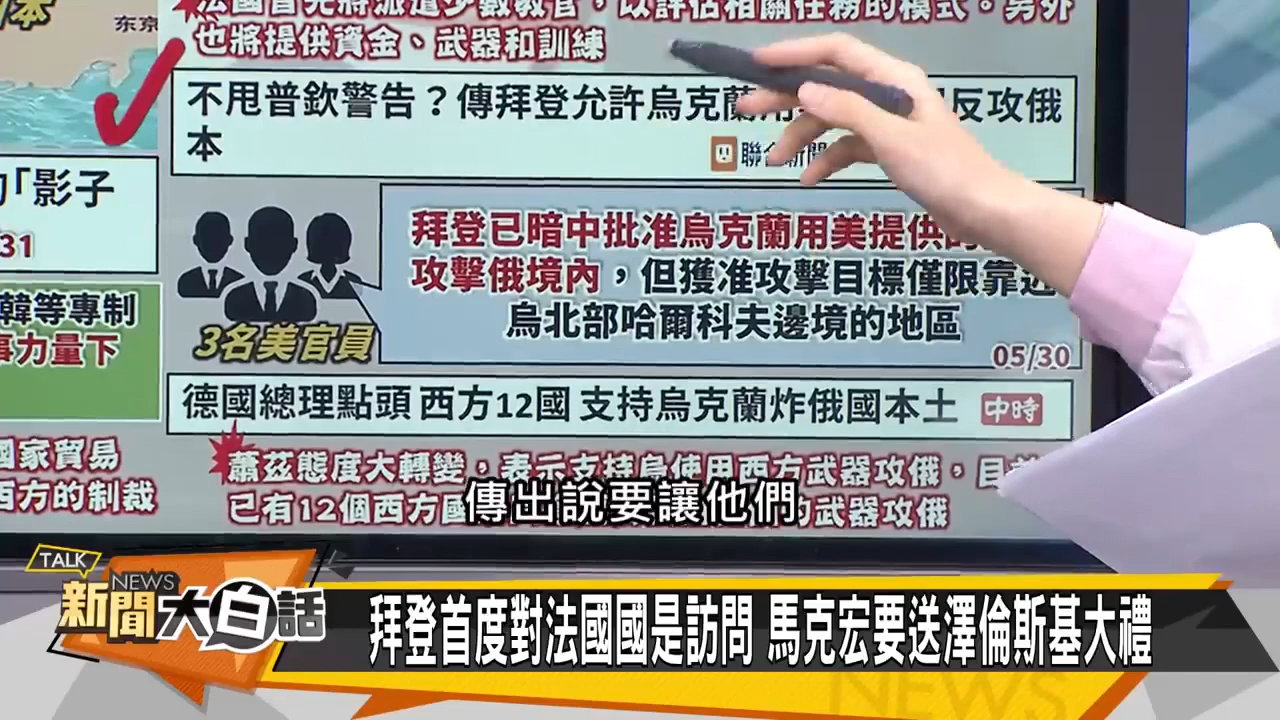 本
东京
法國首先將派遣少數教官，以評估相關任務的模式。另外
也將提供資金、武器和訓練
不甩普欽警告？傳拜登允許烏克蘭用
反攻俄
本
聯合新聞
「影子
31
拜登已暗中批准烏克蘭用美提供
攻擊俄境內，但獲准攻擊目標僅限靠近
烏北部哈爾科夫邊境的地區
3名美官員
05/30
韓等專制
力量下
德國總理點頭 西方12國 支持烏克蘭炸俄國本土
中時
國家貿易
西方的制裁
蕭茲態度大轉變，表示支持烏使用西方武器攻俄，目前
已有12個西方國
的武器攻俄
傳出說要讓他們
TALK
NEWS
新聞大白話
拜登首度對法國國是訪問 馬克宏要送澤倫斯基大禮
NEWS